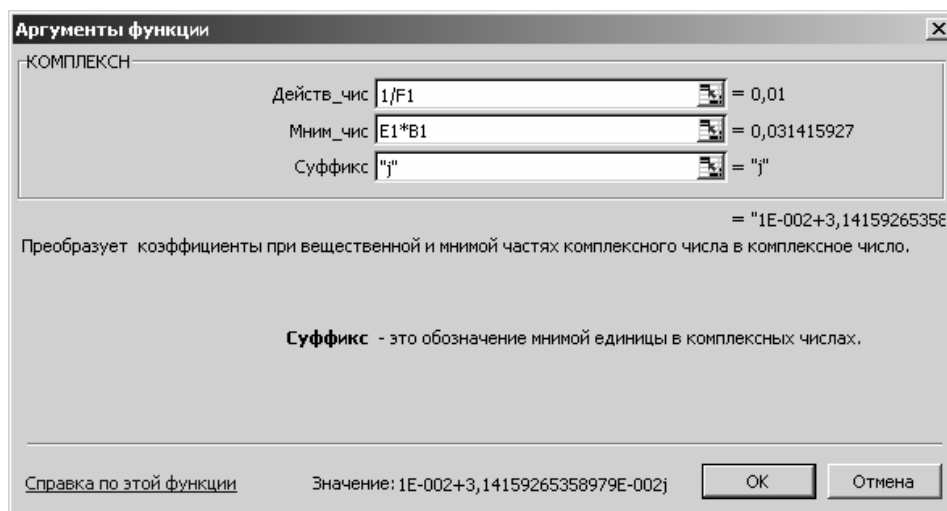 Аргументы функции
КОМПЛЕКСН
Действ_чис 1/F1 = 0,01
Мним_чис E1*B1 = 0,031415927
Суффикс "j" = "j"
= "1E-002+3,14159265358
Преобразует коэффициенты при вещественной и мнимой частях комплексного числа в комплексное число.
Суффикс - это обозначение мнимой единицы в комплексных числах.
Справка по этой функции Значение: 1E-002+3,14159265358979E-002j OK Отмена